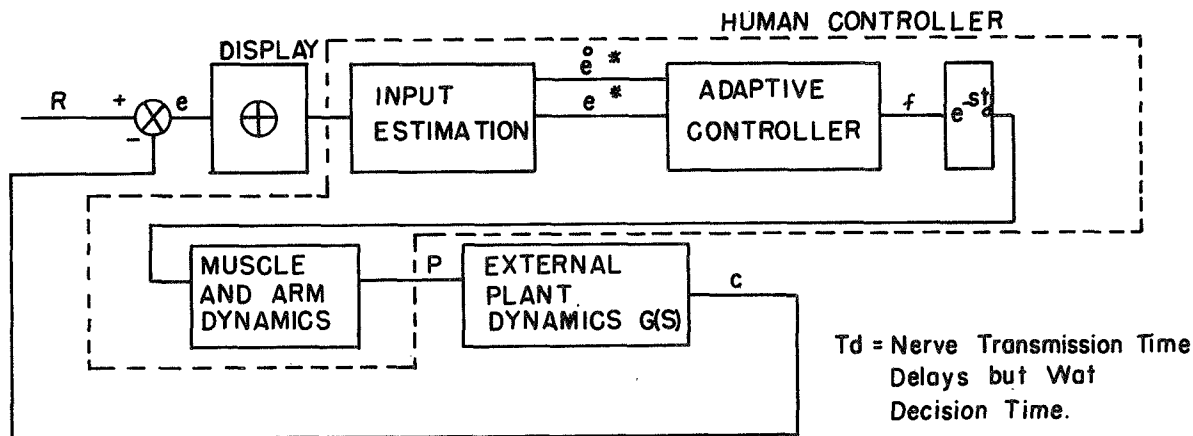 HUMAN CONTROLLER
DISPLAY
R
+
−
e
INPUT
ESTIMATION
e̊ *
e *
ADAPTIVE
CONTROLLER
f
e^-st_d
MUSCLE
AND ARM
DYNAMICS
P
EXTERNAL
PLANT
DYNAMICS G(S)
C
Td = Nerve Transmission Time
Delays but Wat
Decision Time.